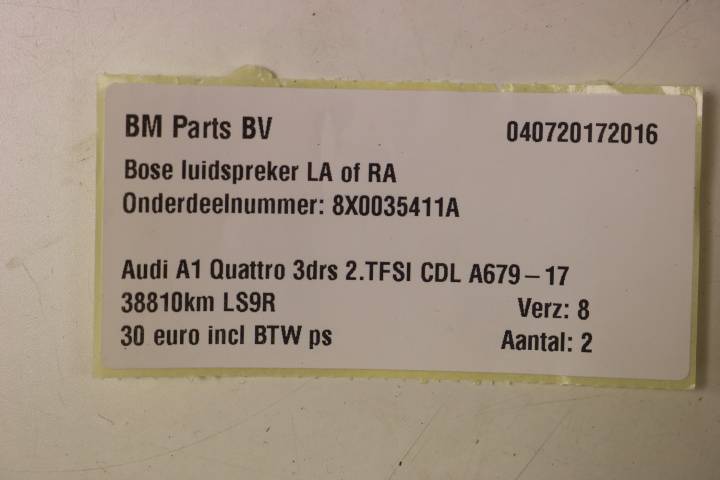 BM Parts BV 040720172016
Bose luidspreker LA of RA
Onderdeelnummer: 8X0035411A
Audi A1 Quattro 3drs 2.TFSI CDL A679-17
38810km LS9R Verz: 8
30 euro incl BTW ps Aantal: 2